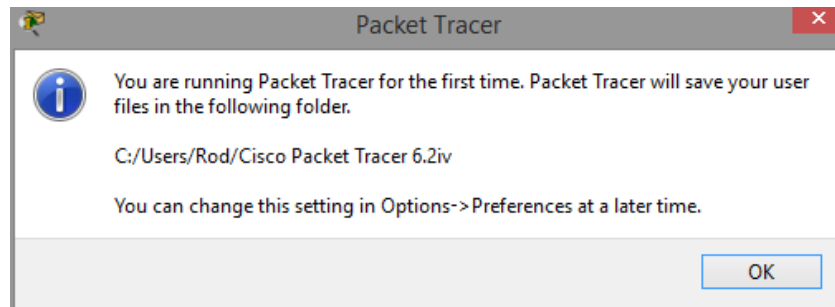 Packet Tracer
You are running Packet Tracer for the first time. Packet Tracer will save your user
files in the following folder.
C:/Users/Rod/Cisco Packet Tracer 6.2iv
You can change this setting in Options->Preferences at a later time.
OK